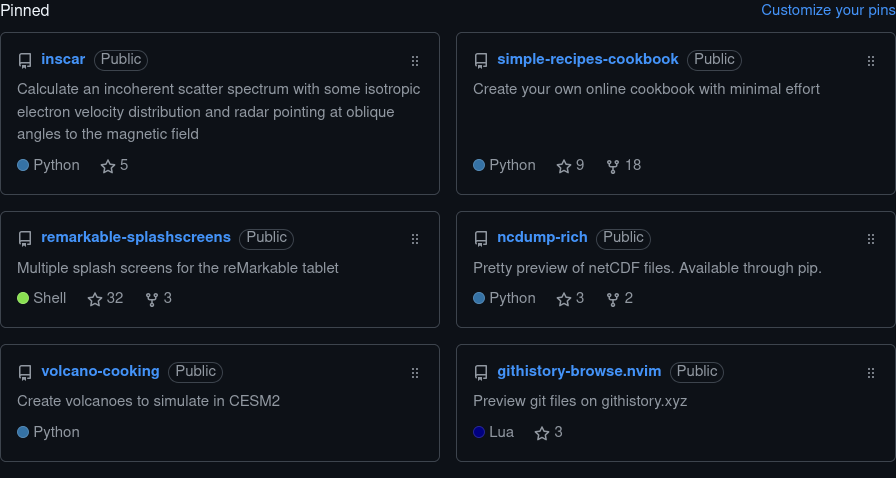 Pinned
Customize your pins
inscar Public
Calculate an incoherent scatter spectrum with some isotropic
electron velocity distribution and radar pointing at oblique
angles to the magnetic field
Python 5
simple-recipes-cookbook Public
Create your own online cookbook with minimal effort
Python 9 18
remarkable-splashscreens Public
Multiple splash screens for the reMarkable tablet
Shell 32 3
ncdump-rich Public
Pretty preview of netCDF files. Available through pip.
Python 3 2
volcano-cooking Public
Create volcanoes to simulate in CESM2
Python
githistory-browse.nvim Public
Preview git files on githistory.xyz
Lua 3